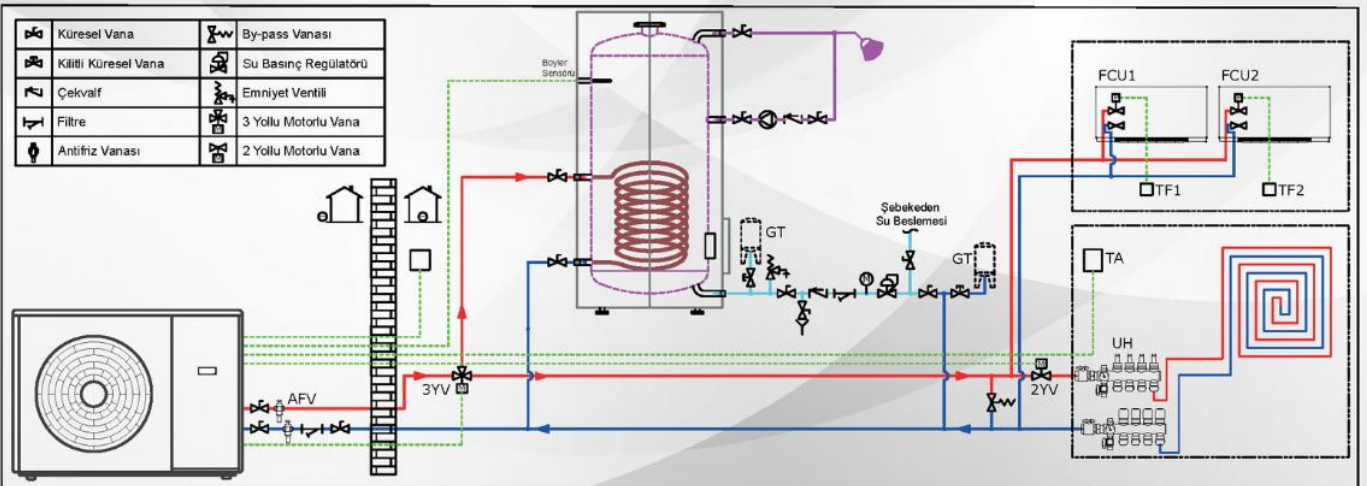 Küresel Vana
By-pass Vanası
Kilitli Küresel Vana
Su Basınç Regülatörü
Çekvalf
Emniyet Ventili
Filtre
3 Yollu Motorlu Vana
Antifriz Vanası
2 Yollu Motorlu Vana
Boyler
Sensörü
FCU1
FCU2
TF1
TF2
Şebekeden
Su Beslemesi
GT
GT
TA
UH
AFV
3YV
2YV